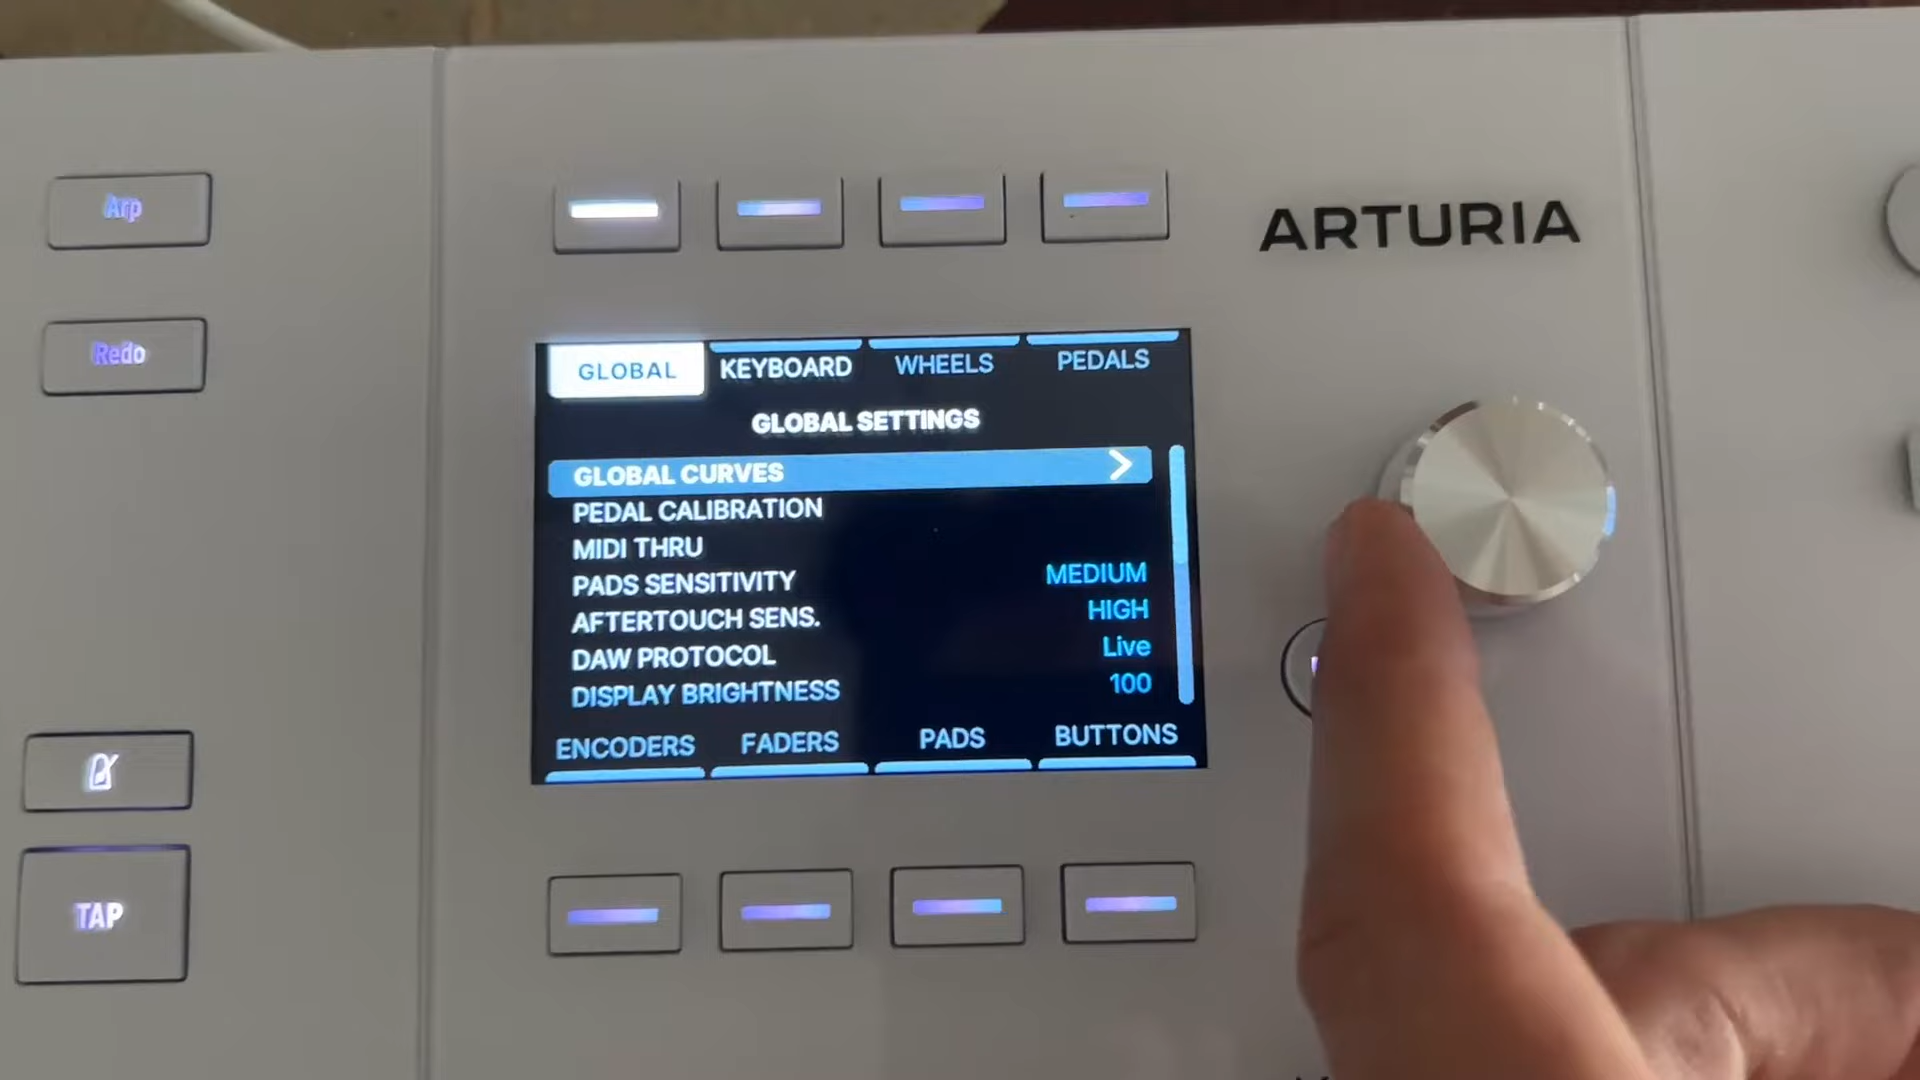 Arp
Redo
TAP
ARTURIA
GLOBAL KEYBOARD WHEELS PEDALS
GLOBAL SETTINGS
GLOBAL CURVES >
PEDAL CALIBRATION
MIDI THRU
PADS SENSITIVITY MEDIUM
AFTERTOUCH SENS. HIGH
DAW PROTOCOL Live
DISPLAY BRIGHTNESS 100
ENCODERS FADERS PADS BUTTONS